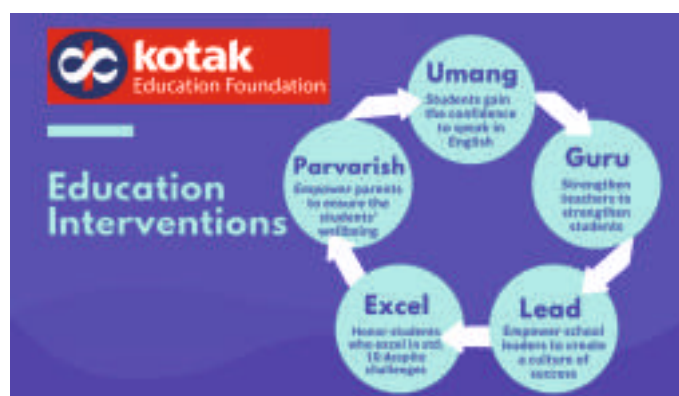 kotak
Education Foundation
Education
Interventions
Umang
Students gain
the confidence
to speak in
English
Guru
Strengthen
teachers to
strengthen
students
Lead
Empower school
leaders to create
a culture of
success
Excel
Honor students
who excel in std.
10 despite
challenges
Parvarish
Empower parents
to ensure the
students'
wellbeing